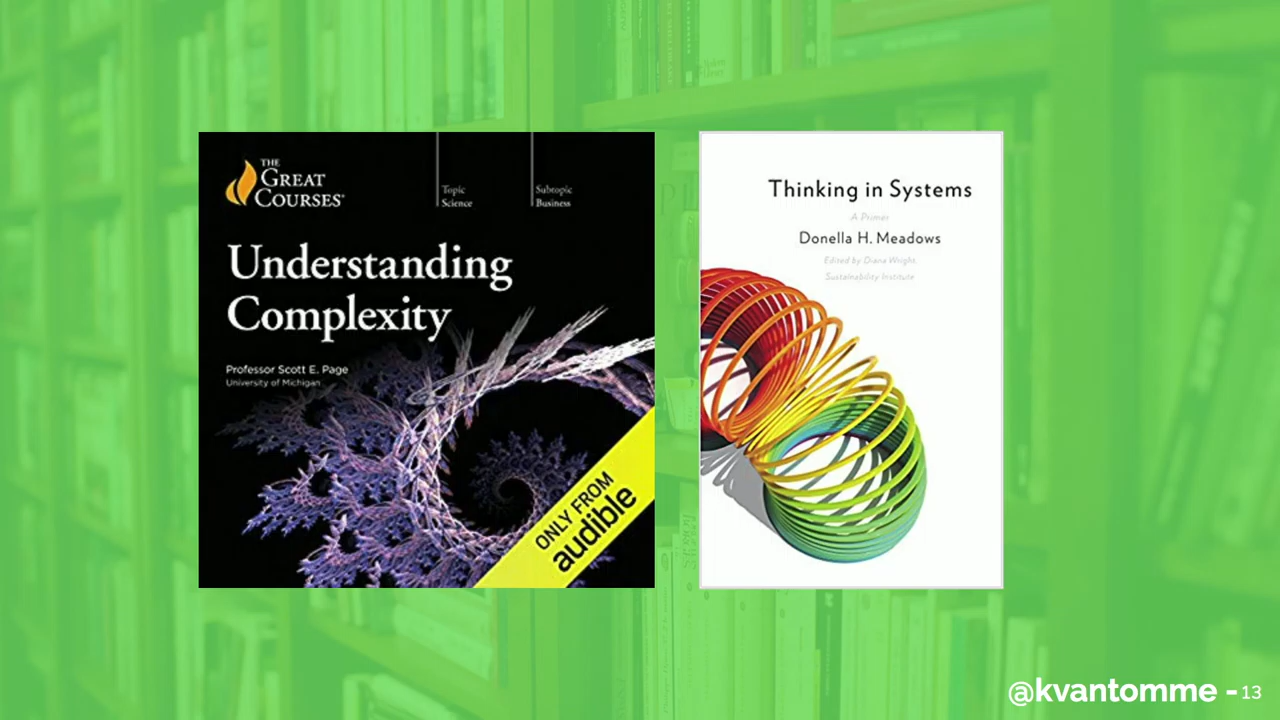 THE
GREAT
COURSES®
Topic
Science
Subtopic
Business
Understanding
Complexity
Professor Scott E. Page
University of Michigan
ONLY FROM
audible
Thinking in Systems
A Primer
Donella H. Meadows
Edited by Diana Wright,
Sustainability Institute
@kvantomme - 13